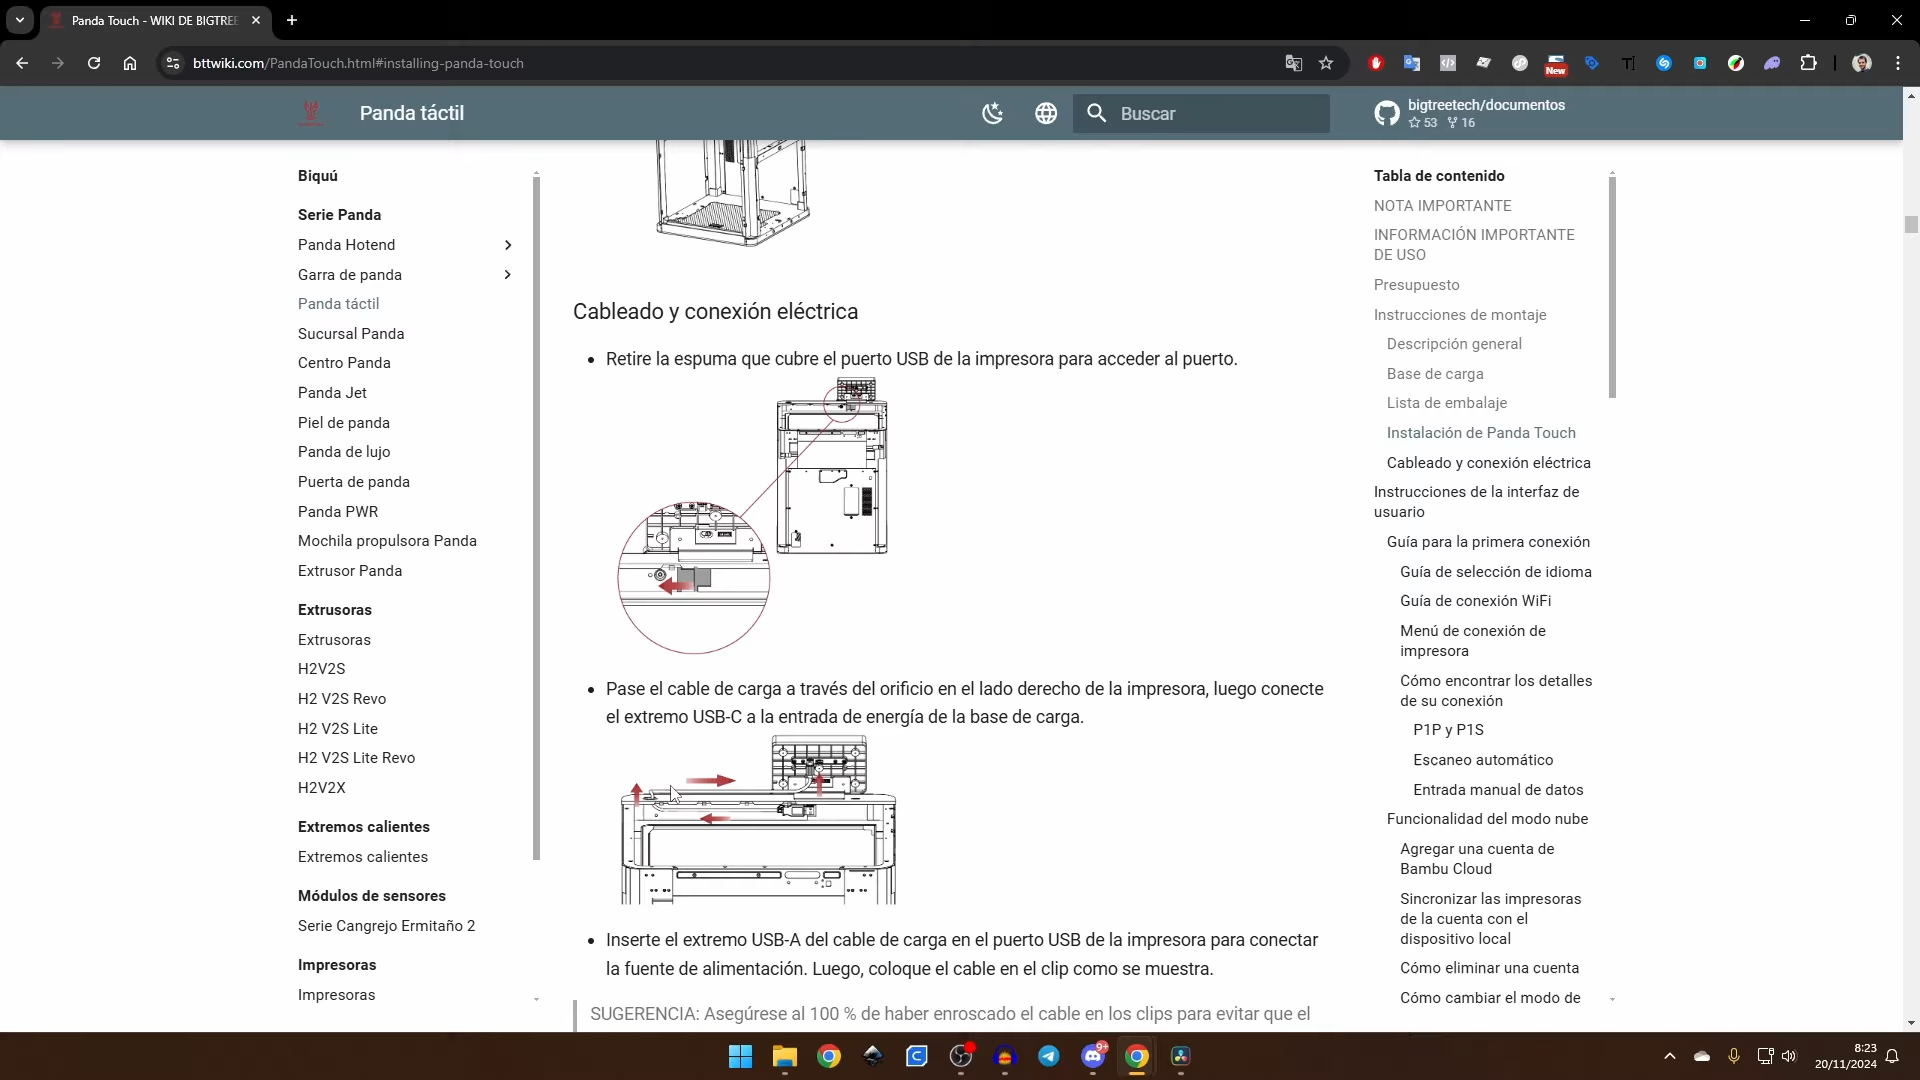 Panda Touch - WIKI DE BIGTREE
bttwiki.com/PandaTouch.html#installing-panda-touch
New
Panda táctil
Buscar
bigtreetech/documentos
53 16
Biquú
Serie Panda
Panda Hotend
Garra de panda
Panda táctil
Sucursal Panda
Centro Panda
Panda Jet
Piel de panda
Panda de lujo
Puerta de panda
Panda PWR
Mochila propulsora Panda
Extrusor Panda
Extrusoras
Extrusoras
H2V2S
H2 V2S Revo
H2 V2S Lite
H2 V2S Lite Revo
H2V2X
Extremos calientes
Extremos calientes
Módulos de sensores
Serie Cangrejo Ermitaño 2
Impresoras
Impresoras
Cableado y conexión eléctrica
Retire la espuma que cubre el puerto USB de la impresora para acceder al puerto.
Pase el cable de carga a través del orificio en el lado derecho de la impresora, luego conecte
el extremo USB-C a la entrada de energía de la base de carga.
Inserte el extremo USB-A del cable de carga en el puerto USB de la impresora para conectar
la fuente de alimentación. Luego, coloque el cable en el clip como se muestra.
SUGERENCIA: Asegúrese al 100 % de haber enroscado el cable en los clips para evitar que el
Tabla de contenido
NOTA IMPORTANTE
INFORMACIÓN IMPORTANTE
DE USO
Presupuesto
Instrucciones de montaje
Descripción general
Base de carga
Lista de embalaje
Instalación de Panda Touch
Cableado y conexión eléctrica
Instrucciones de la interfaz de
usuario
Guía para la primera conexión
Guía de selección de idioma
Guía de conexión WiFi
Menú de conexión de
impresora
Cómo encontrar los detalles
de su conexión
P1P y P1S
Escaneo automático
Entrada manual de datos
Funcionalidad del modo nube
Agregar una cuenta de
Bambu Cloud
Sincronizar las impresoras
de la cuenta con el
dispositivo local
Cómo eliminar una cuenta
Cómo cambiar el modo de
9+
8:23
20/11/2024